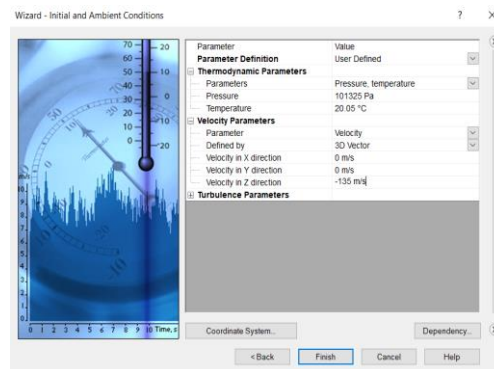 Wizard - Initial and Ambient Conditions
?
Parameter Value
Parameter Definition User Defined
Thermodynamic Parameters
Parameters Pressure, temperature
Pressure 101325 Pa
Temperature 20.05 °C
Velocity Parameters
Parameter Velocity
Defined by 3D Vector
Velocity in X direction 0 m/s
Velocity in Y direction 0 m/s
Velocity in Z direction -135 m/s
Turbulence Parameters
70
60
50
40
30
20
10
0
20
10
0
-20
0 1 2 3 4 5 6 7 8 9 10 Time, s
Coordinate System... Dependency...
< Back Finish Cancel Help